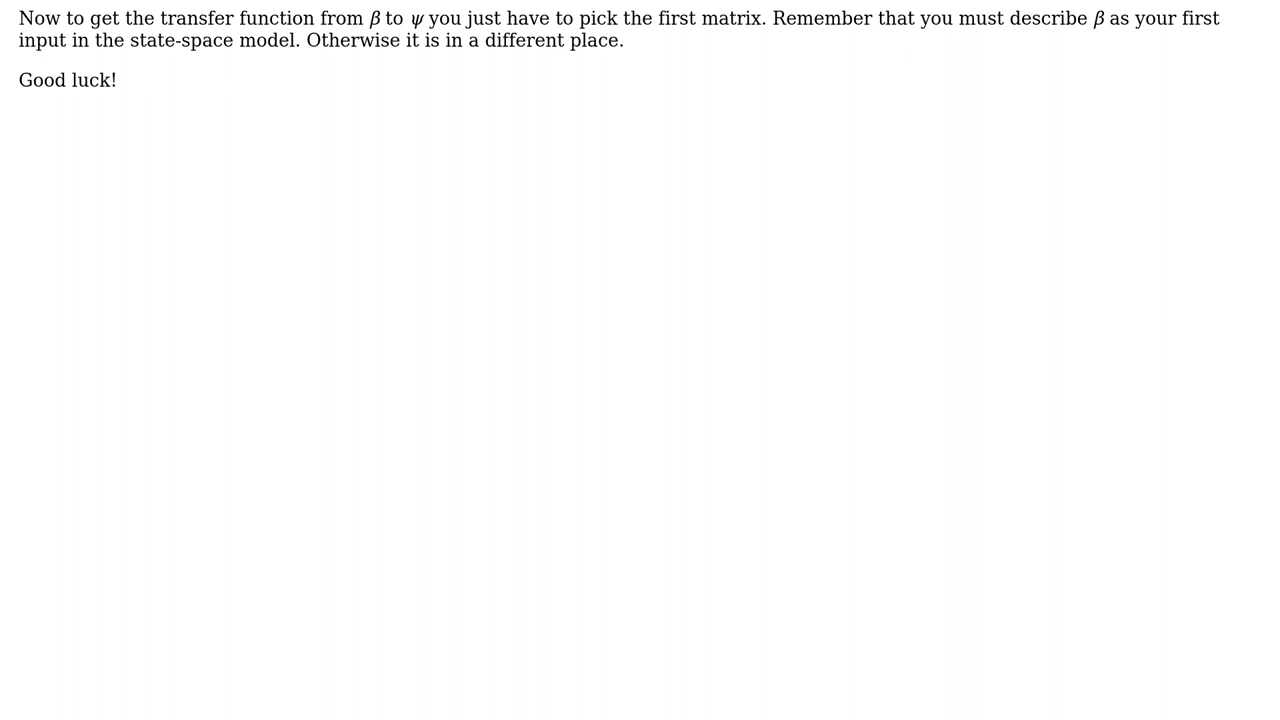 Now to get the transfer function from β to ψ you just have to pick the first matrix. Remember that you must describe β as your first
input in the state-space model. Otherwise it is in a different place.
Good luck!